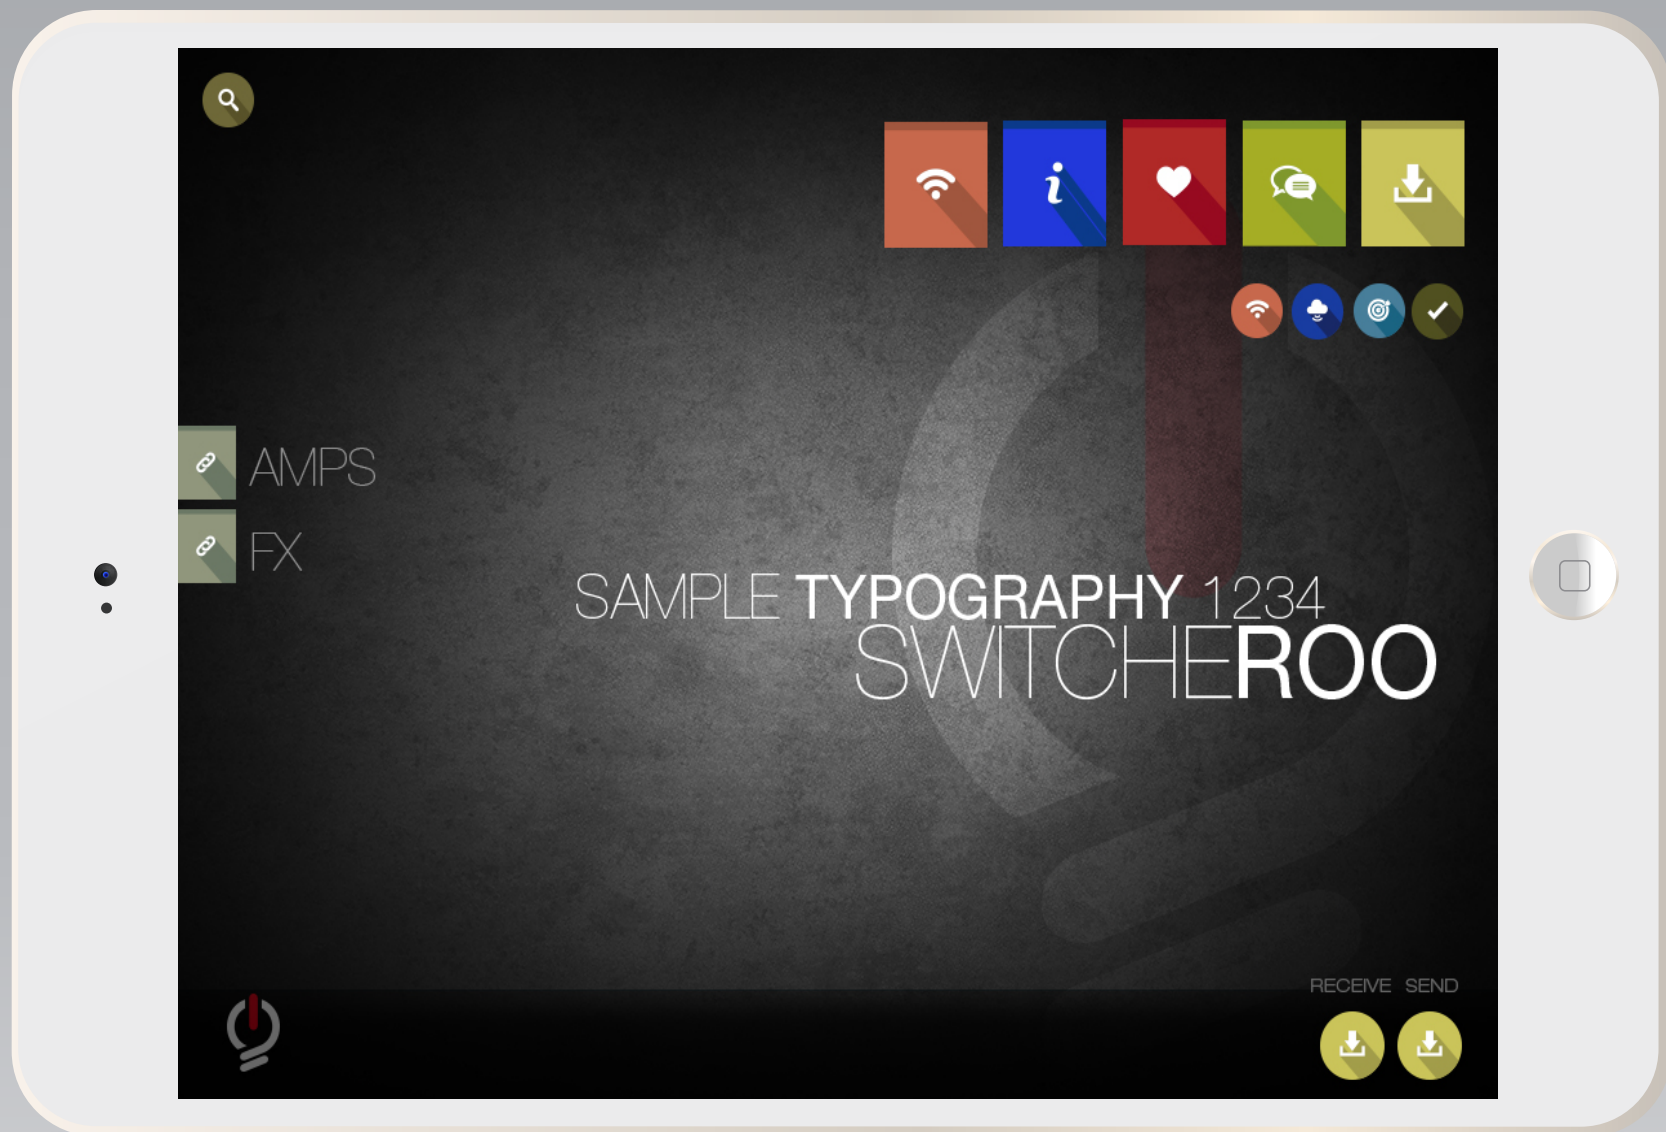 AMPS
FX
SAMPLE TYPOGRAPHY 1234
SWITCHEROO
RECEIVE SEND